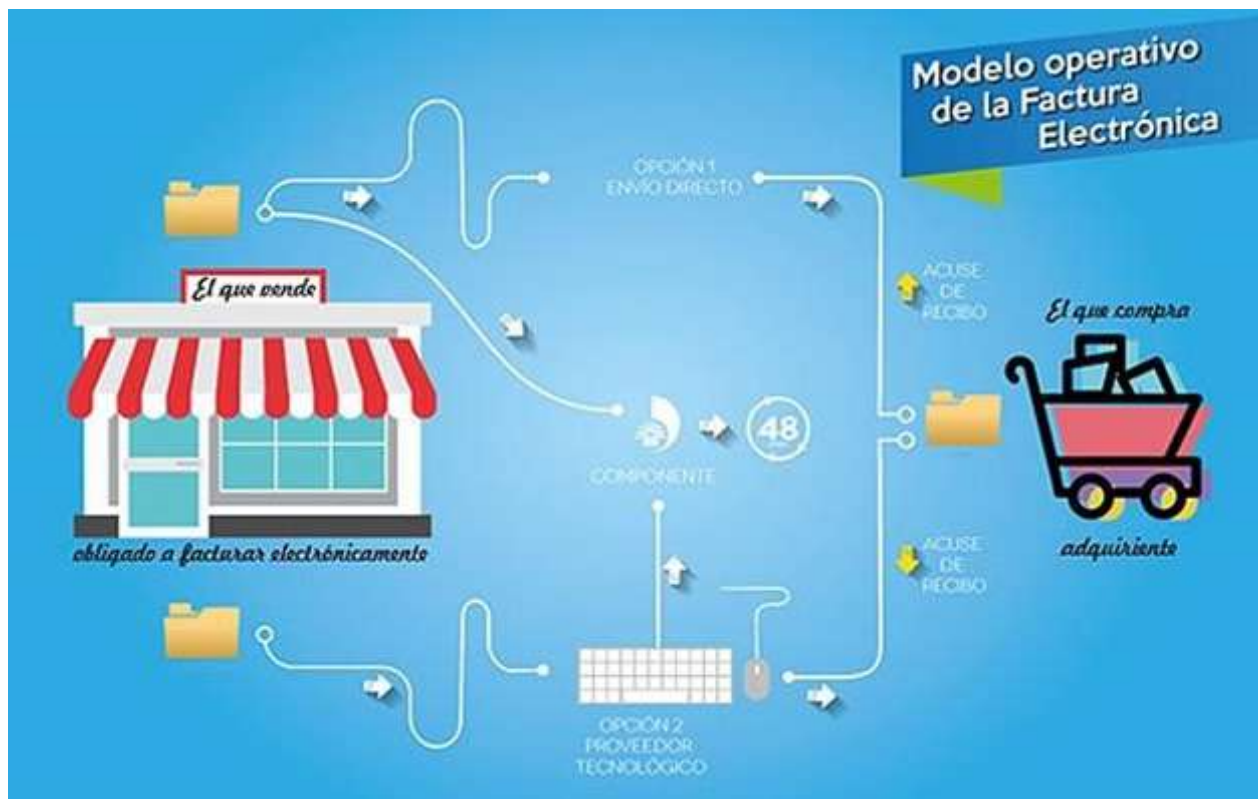 Modelo operativo
de la Factura
Electrónica
OPCIÓN 1
ENVÍO DIRECTO
El que vende
ACUSE
DE
RECIBO
El que compra
48
COMPONENTE
obligado a facturar electrónicamente
ACUSE
DE
RECIBO
adquiriente
OPCIÓN 2
PROVEEDOR
TECNOLÓGICO